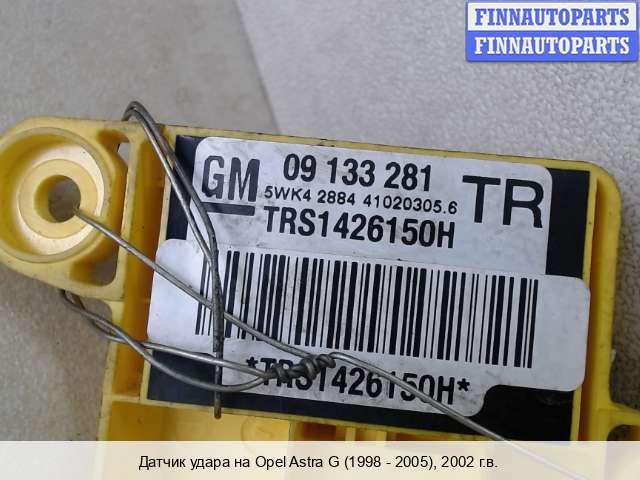 FINNAUTOPARTS
FINNAUTOPARTS
GM 09 133 281 TR
5WK4 2884 41020305.6
TRS1426150H
*TRS1426150H*
Датчик удара на Opel Astra G (1998 - 2005), 2002 г.в.